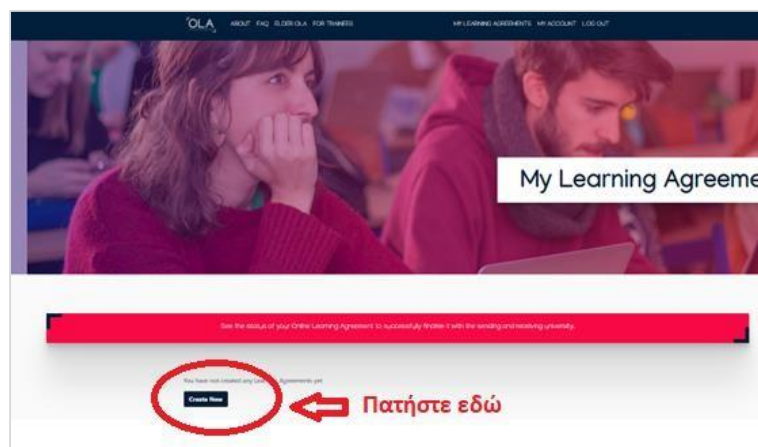 OLA ABOUT FAQ ELDER OLA FOR TRAINEES MY LEARNING AGREEMENTS MY ACCOUNT LOG OUT
My Learning Agreeme
See the status of your Online Learning Agreement to successfully finalize it with the sending and receiving university.
You have not created any Learning Agreements yet
Create New
Πατήστε εδώ